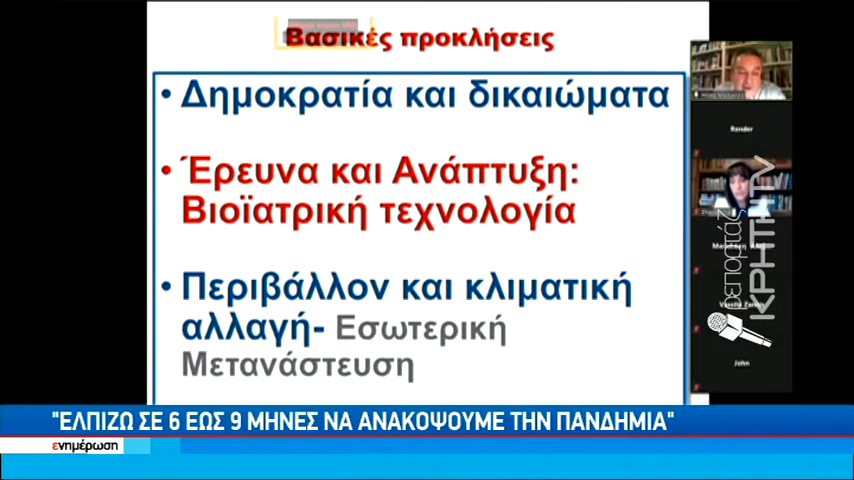 Βασικές προκλήσεις
• Δημοκρατία και δικαιώματα
• Έρευνα και Ανάπτυξη:
Βιοϊατρική τεχνολογία
• Περιβάλλον και κλιματική
αλλαγή- Εσωτερική
Μετανάστευση
Render
John
ρεπορτάζ
ΚΡΗΤΗ TV
"ΕΛΠΙΖΩ ΣΕ 6 ΕΩΣ 9 ΜΗΝΕΣ ΝΑ ΑΝΑΚΟΨΟΥΜΕ ΤΗΝ ΠΑΝΔΗΜΙΑ"
ενημέρωση